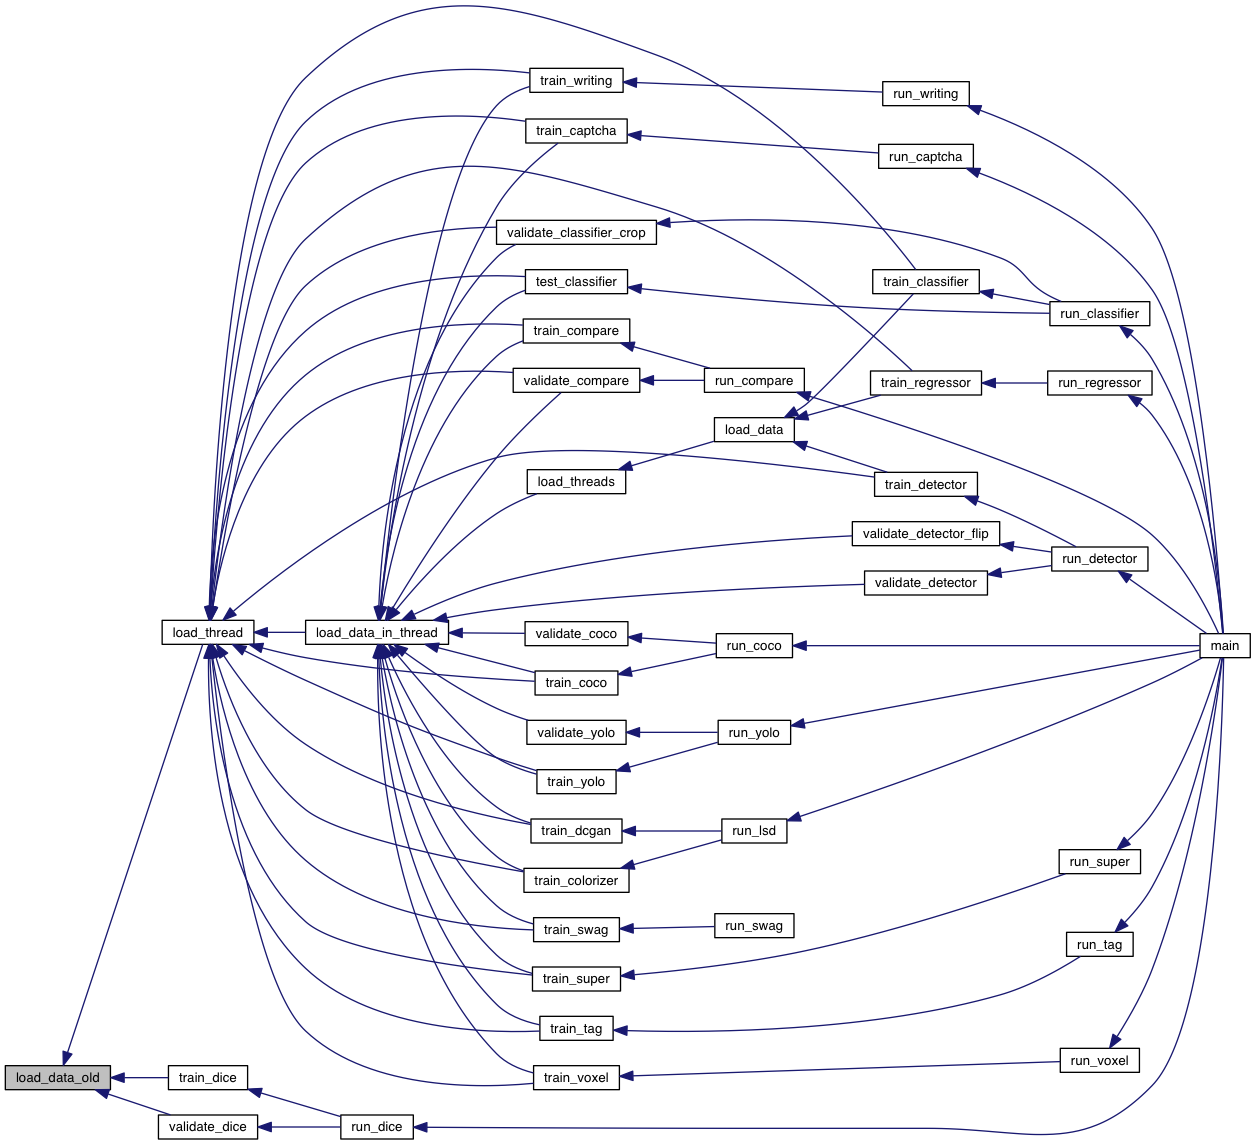 train_writing
run_writing
train_captcha
run_captcha
validate_classifier_crop
test_classifier
train_classifier
run_classifier
train_compare
validate_compare
run_compare
train_regressor
run_regressor
load_data
load_threads
train_detector
validate_detector_flip
run_detector
validate_detector
load_thread
load_data_in_thread
validate_coco
run_coco
main
train_coco
validate_yolo
run_yolo
train_yolo
train_dcgan
run_lsd
train_colorizer
run_super
train_swag
run_swag
run_tag
train_super
train_tag
run_voxel
load_data_old
train_dice
train_voxel
validate_dice
run_dice